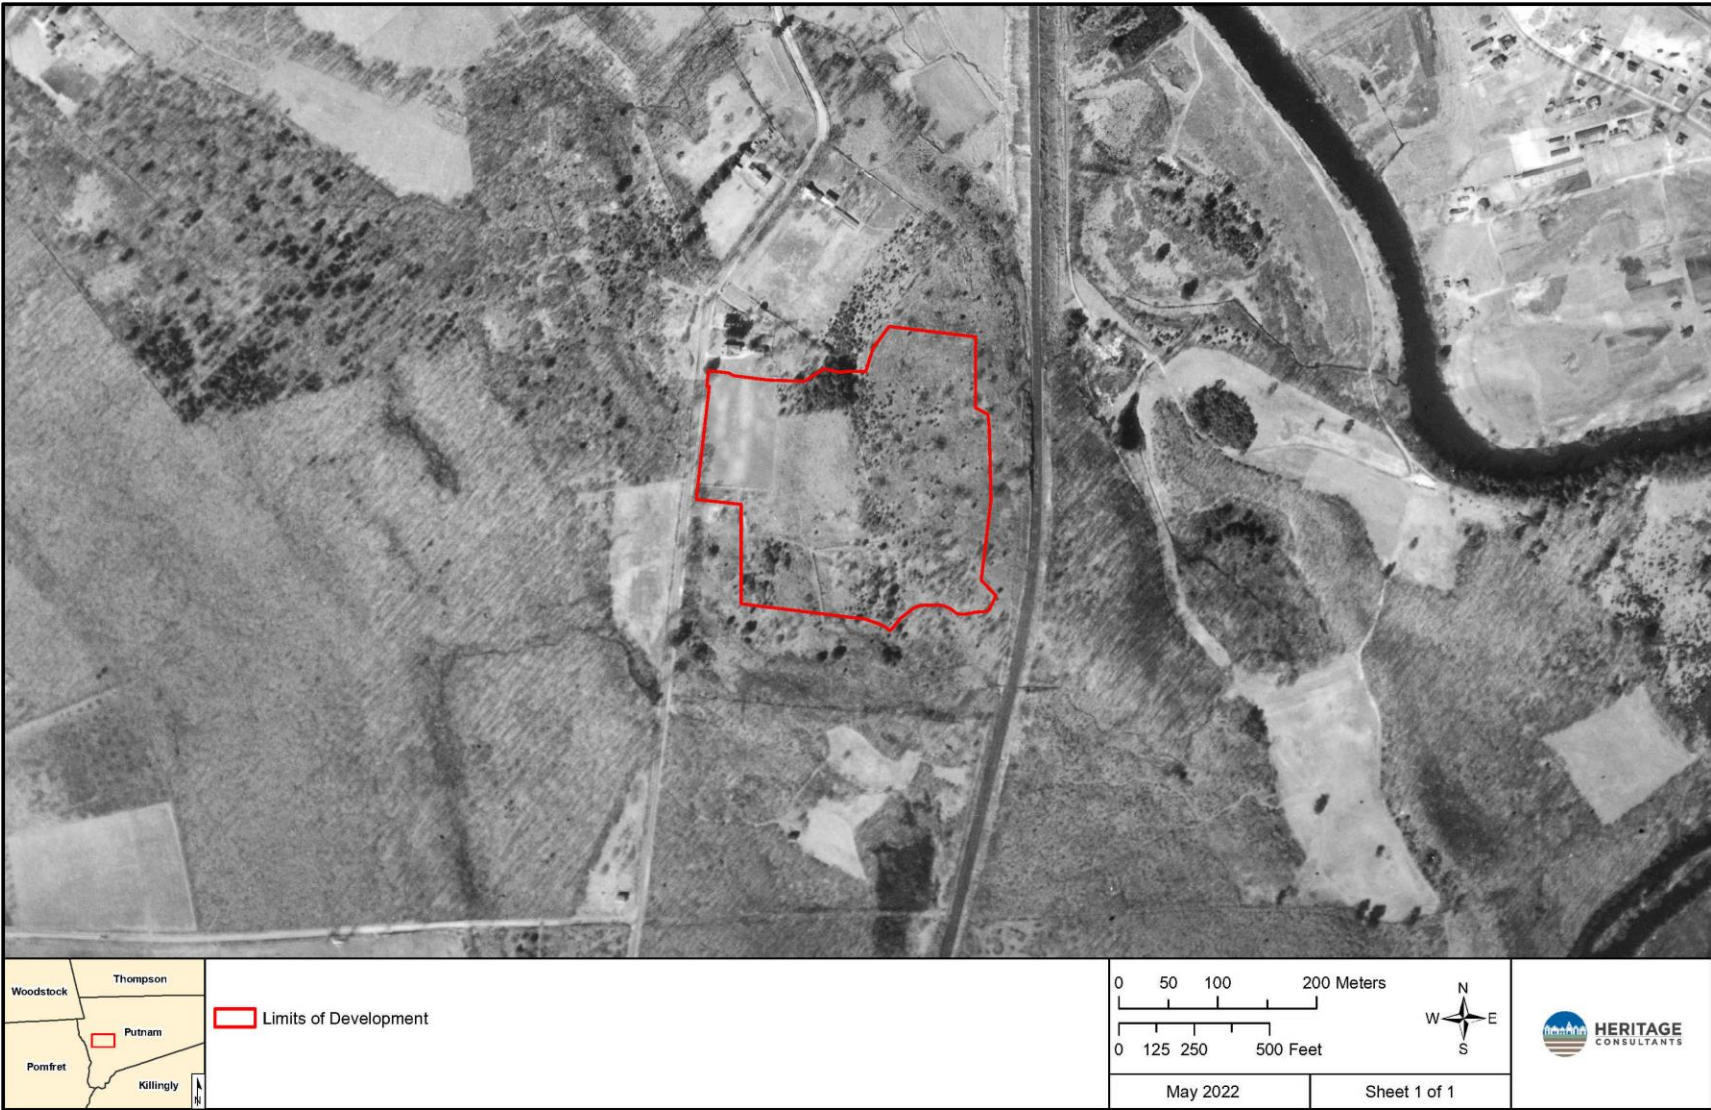 Woodstock
Thompson
Putnam
Pomfret
Killingly
N
Limits of Development
0 50 100 200 Meters
0 125 250 500 Feet
N
W E
S
May 2022
Sheet 1 of 1
HERITAGE
CONSULTANTS